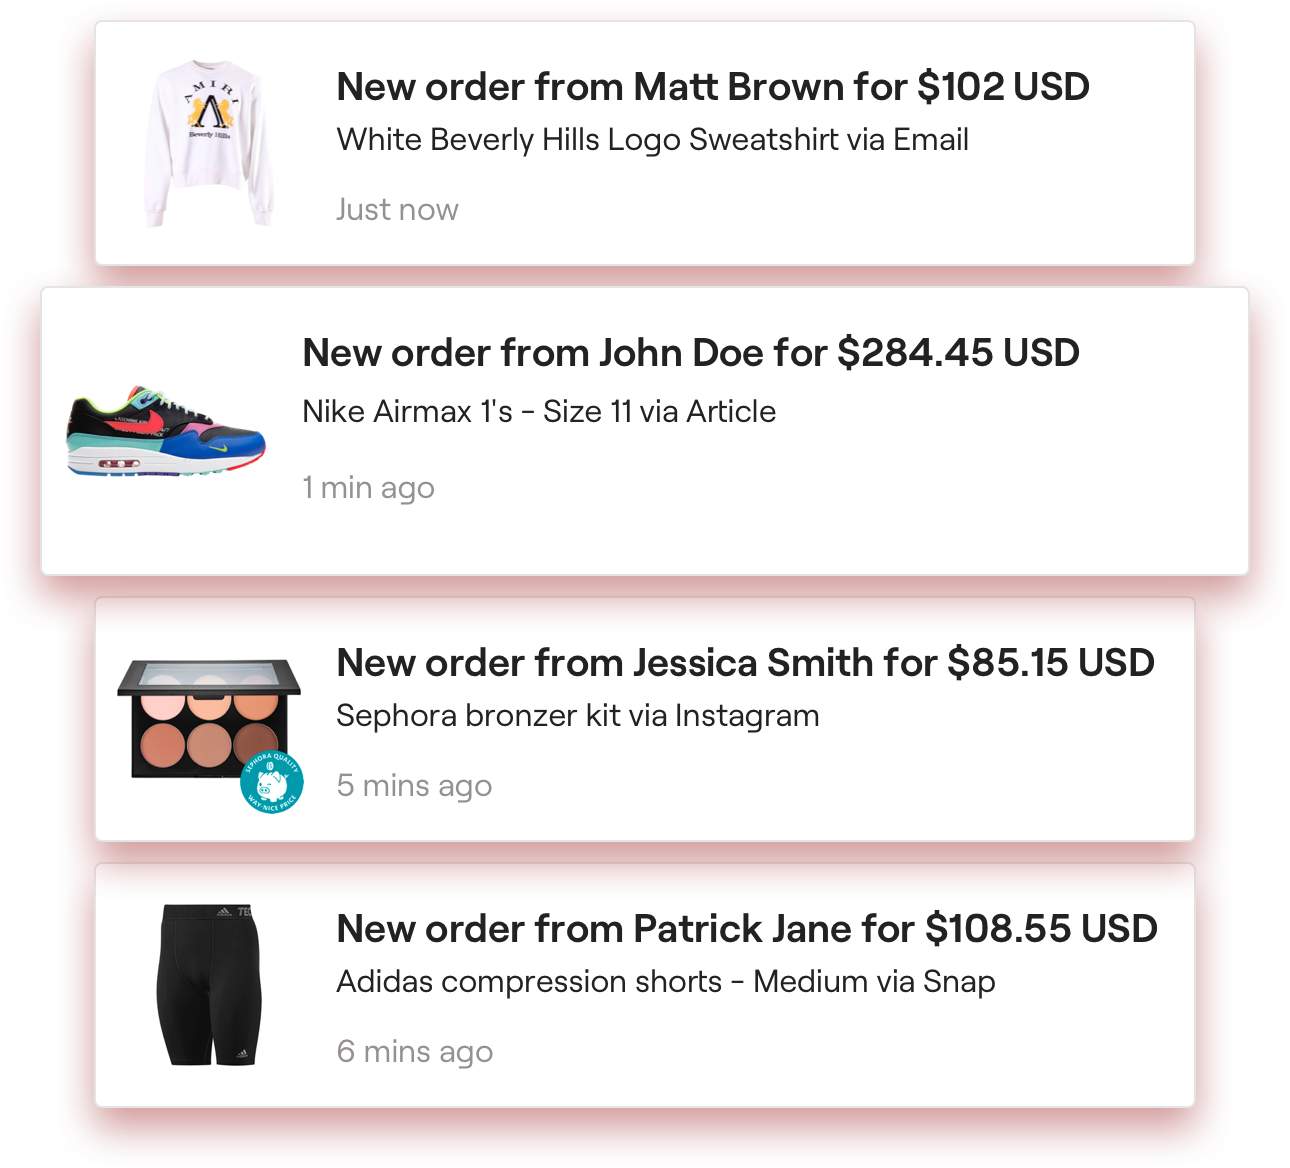 AMIRI
Beverly Hills
New order from Matt Brown for $102 USD
White Beverly Hills Logo Sweatshirt via Email
Just now
New order from John Doe for $284.45 USD
Nike Airmax 1's - Size 11 via Article
1 min ago
New order from Jessica Smith for $85.15 USD
Sephora bronzer kit via Instagram
5 mins ago
SEPHORA QUALITY
WAY-NICE PRICE
New order from Patrick Jane for $108.55 USD
Adidas compression shorts - Medium via Snap
6 mins ago